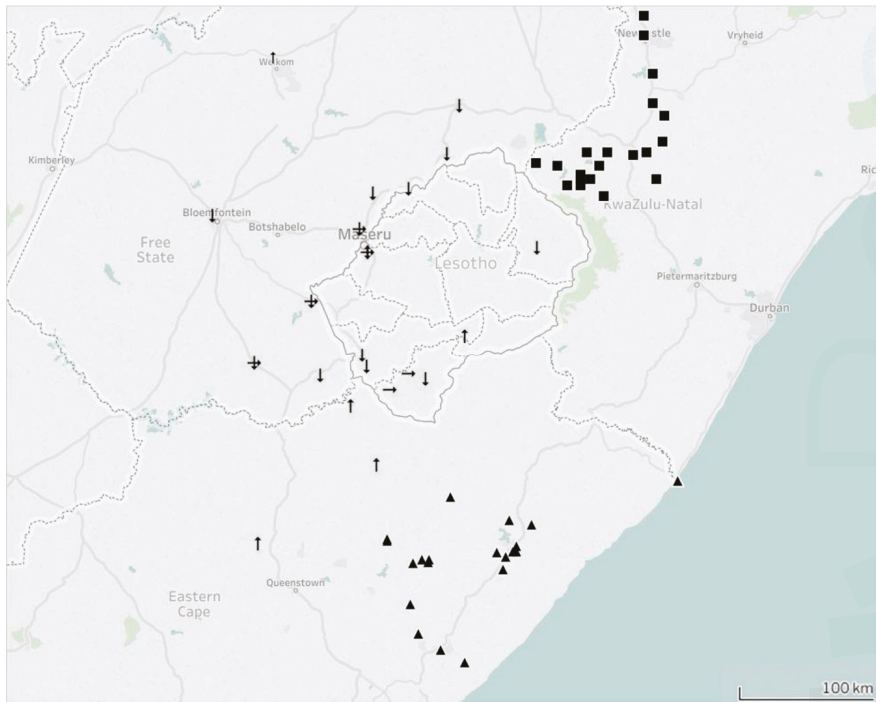 Newcastle
Vryheid
Welkom
Kimberley
KwaZulu-Natal
Bloemfontein
Botshabelo
Maseru
Free
State
Lesotho
Pietermaritzburg
Durban
Queenstown
Eastern
Cape
100 km